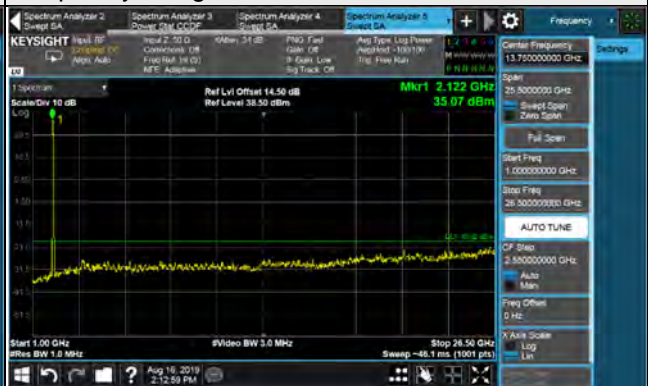 Spectrum Analyzer 2
Swept SA
Spectrum Analyzer 3
Power Stat CCDF
Spectrum Analyzer 4
Swept SA
Spectrum Analyzer 5
Swept SA
Frequency
KEYSIGHT Input: RF
Coupling: DC
Align: Auto
Input Z: 50 Ω
Corrections: Off
Freq Ref: Int (S)
NFE: Adaptive
#Atten: 34 dB
PNO: Fast
Gate: Off
IF Gain: Low
Sig Track: Off
Avg Type: Log-Power
Avg|Hold: >100/100
Trig: Free Run
1 Spectrum
Scale/Div 10 dB
Log
Ref Lvl Offset 14.50 dB
Ref Level 38.50 dBm
Mkr1 2.122 GHz
35.07 dBm
1
Start 1.00 GHz
#Res BW 1.0 MHz
#Video BW 3.0 MHz
Stop 26.50 GHz
Sweep ~46.1 ms (1001 pts)
Aug 16, 2019
2:12:59 PM
Center Frequency
13.750000000 GHz
Settings
Span
25.5000000 GHz
Swept Span
Zero Span
Full Span
Start Freq
1.000000000 GHz
Stop Freq
26.500000000 GHz
AUTO TUNE
CF Step
2.550000000 GHz
Auto
Man
Freq Offset
0 Hz
X Axis Scale
Log
Lin